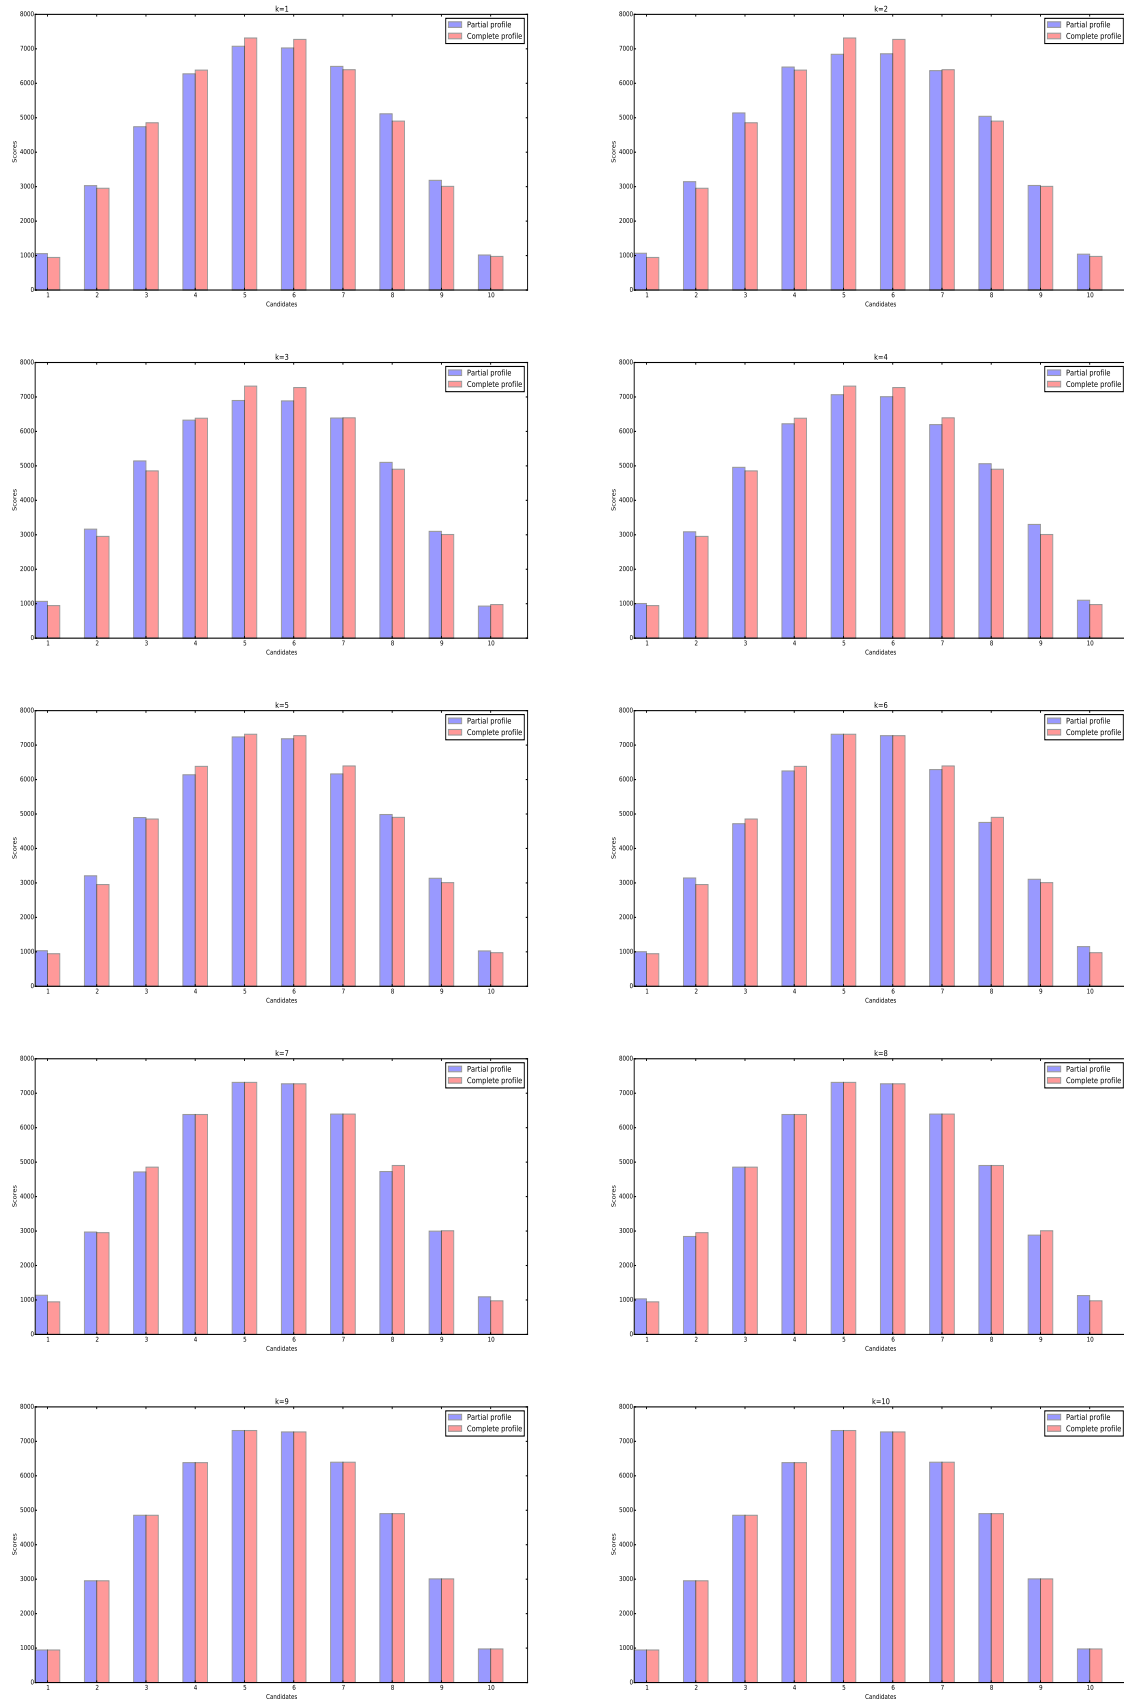 k=1
8000
7000
6000
5000
4000
3000
2000
1000
0
Scores
Partial profile
Complete profile
1 2 3 4 5 6 7 8 9 10
Candidates
k=2
8000
7000
6000
5000
4000
3000
2000
1000
0
Scores
Partial profile
Complete profile
1 2 3 4 5 6 7 8 9 10
Candidates
k=3
8000
7000
6000
5000
4000
3000
2000
1000
0
Scores
Partial profile
Complete profile
1 2 3 4 5 6 7 8 9 10
Candidates
k=4
8000
7000
6000
5000
4000
3000
2000
1000
0
Scores
Partial profile
Complete profile
1 2 3 4 5 6 7 8 9 10
Candidates
k=5
8000
7000
6000
5000
4000
3000
2000
1000
0
Scores
Partial profile
Complete profile
1 2 3 4 5 6 7 8 9 10
Candidates
k=6
8000
7000
6000
5000
4000
3000
2000
1000
0
Scores
Partial profile
Complete profile
1 2 3 4 5 6 7 8 9 10
Candidates
k=7
8000
7000
6000
5000
4000
3000
2000
1000
0
Scores
Partial profile
Complete profile
1 2 3 4 5 6 7 8 9 10
Candidates
k=8
8000
7000
6000
5000
4000
3000
2000
1000
0
Scores
Partial profile
Complete profile
1 2 3 4 5 6 7 8 9 10
Candidates
k=9
8000
7000
6000
5000
4000
3000
2000
1000
0
Scores
Partial profile
Complete profile
1 2 3 4 5 6 7 8 9 10
Candidates
k=10
8000
7000
6000
5000
4000
3000
2000
1000
0
Scores
Partial profile
Complete profile
1 2 3 4 5 6 7 8 9 10
Candidates